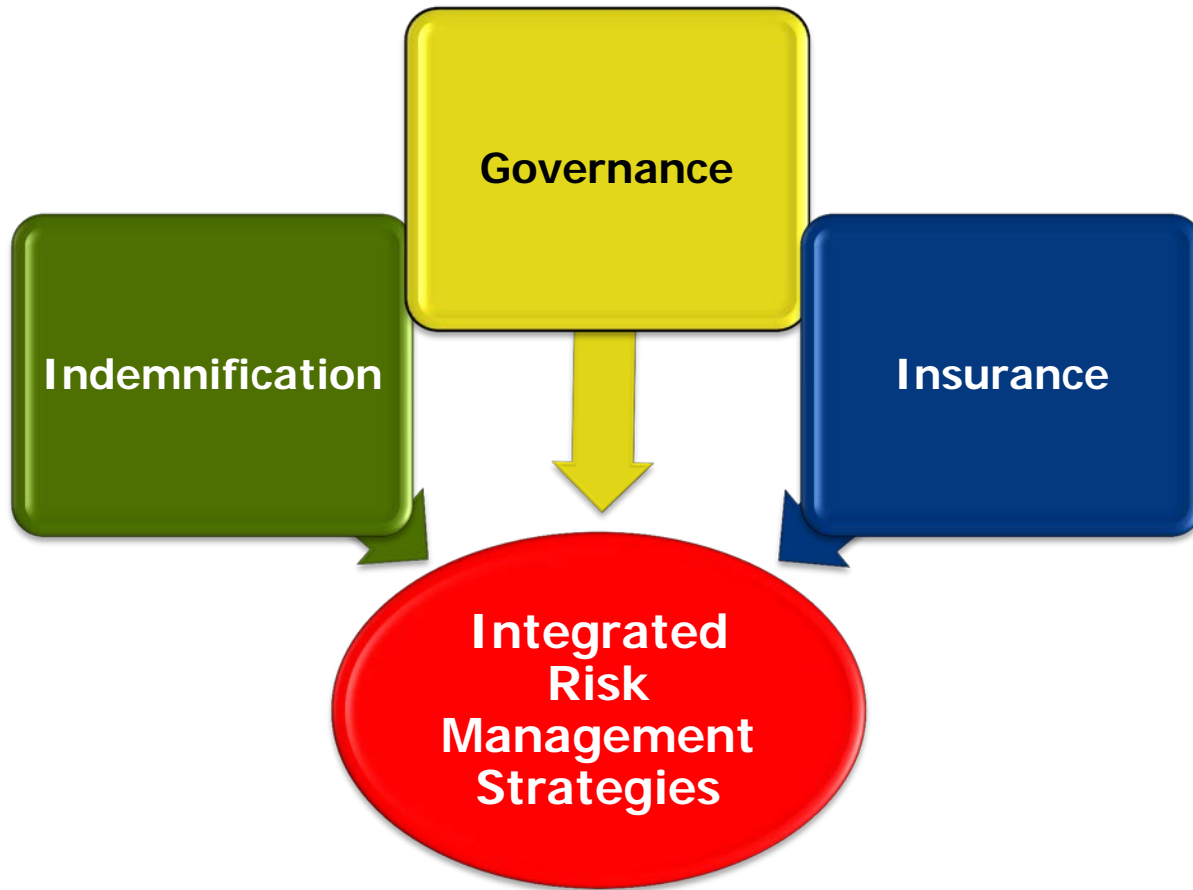 Governance
Indemnification
Insurance
Integrated
Risk
Management
Strategies